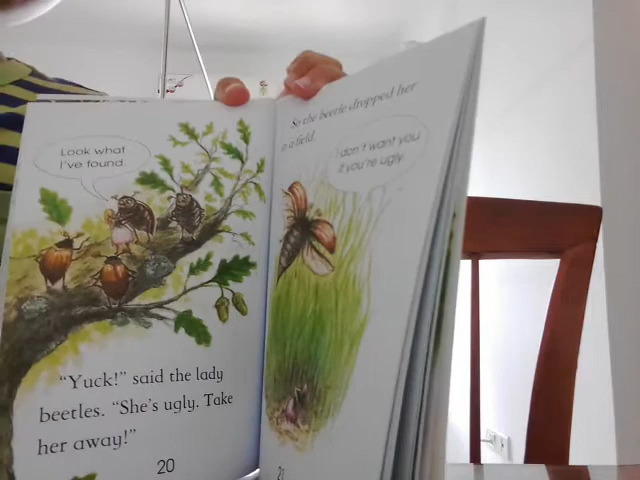 Look what
I've found.
"Yuck!" said the lady
beetles. "She's ugly. Take
her away!"
20
So the beetle dropped her
a field.
I don't want you
if you're ugly.
21